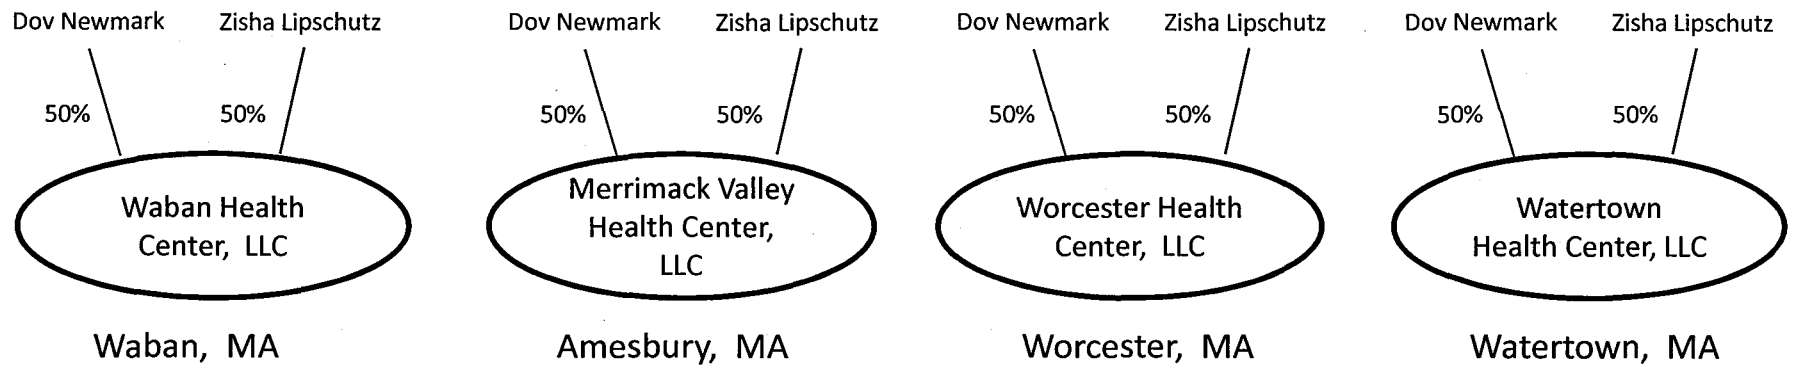 Dov Newmark Zisha Lipschutz
50% 50%
Waban Health
Center, LLC
Waban, MA
Dov Newmark Zisha Lipschutz
50% 50%
Merrimack Valley
Health Center,
LLC
Amesbury, MA
Dov Newmark Zisha Lipschutz
50% 50%
Worcester Health
Center, LLC
Worcester, MA
Dov Newmark Zisha Lipschutz
50% 50%
Watertown
Health Center, LLC
Watertown, MA